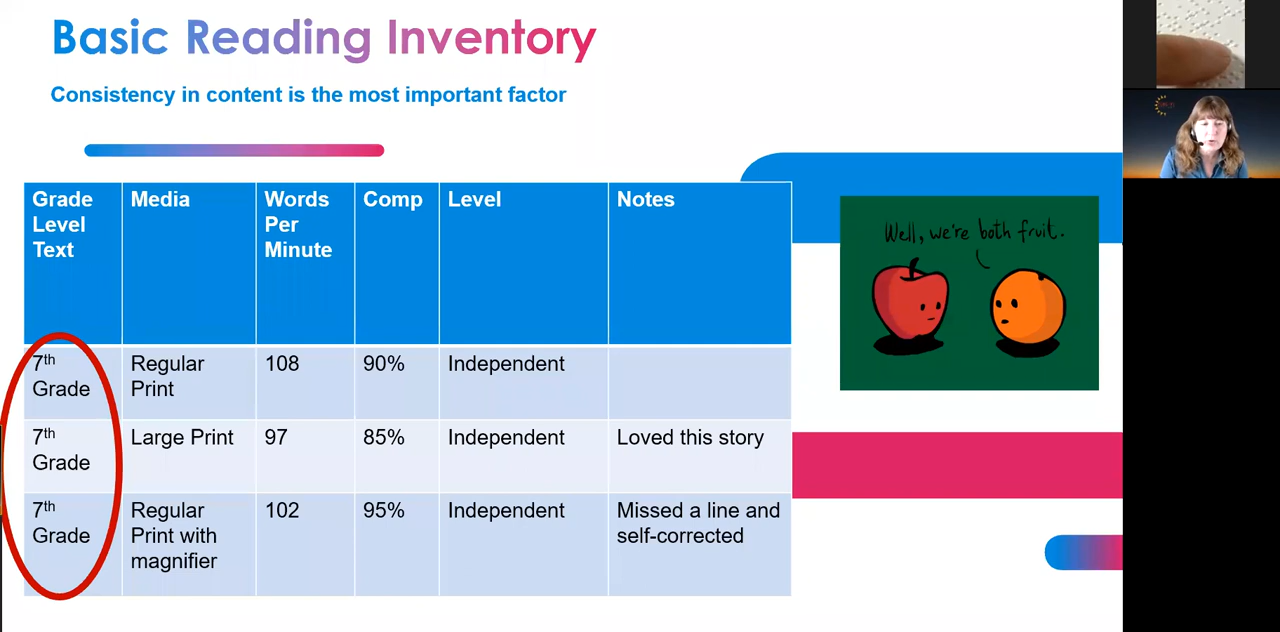 Basic Reading Inventory
Consistency in content is the most important factor
Grade Level Text
Media
Words Per Minute
Comp
Level
Notes
7th Grade
Regular Print
108
90%
Independent
7th Grade
Large Print
97
85%
Independent
Loved this story
7th Grade
Regular Print with magnifier
102
95%
Independent
Missed a line and self-corrected
Well, we're both fruit.